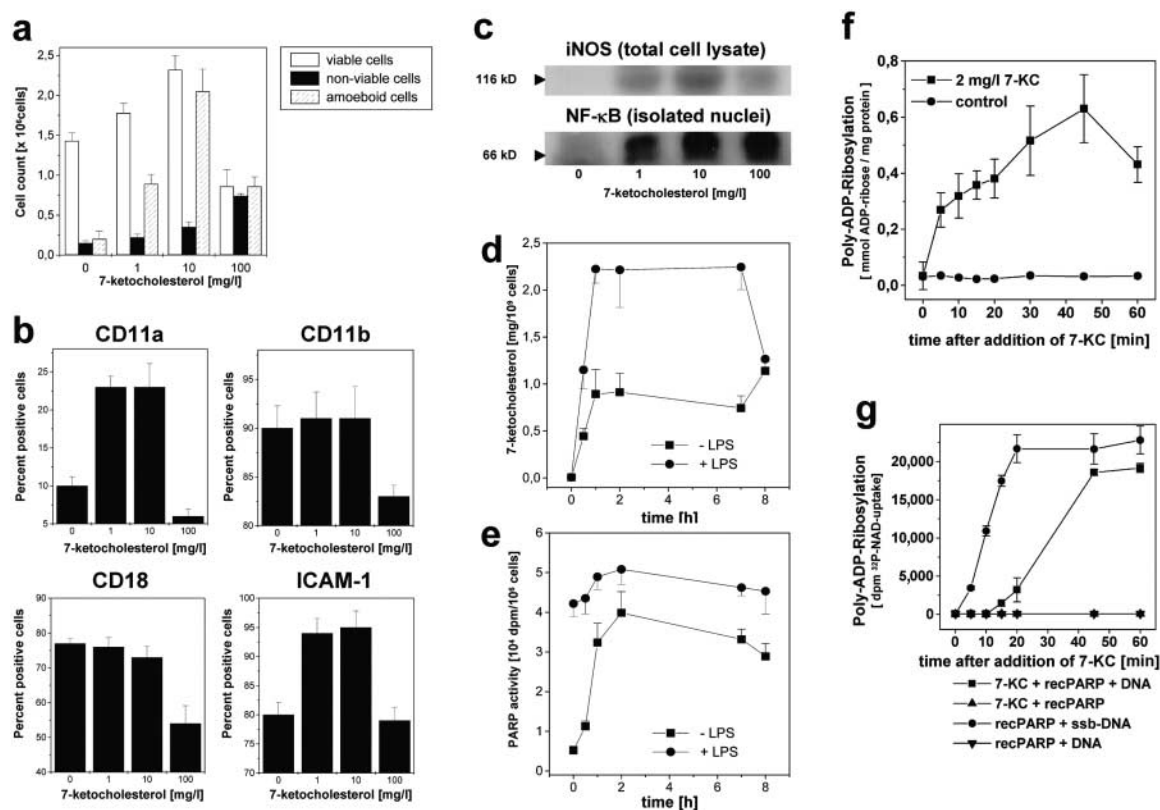 a
viable cells
non-viable cells
amoeboid cells
Cell count [x 10⁶cells]
2,5
2,0
1,5
1,0
0,5
0,0
0 1 10 100
7-ketocholesterol [mg/l]
b
CD11a
Percent positive cells
25
20
15
10
5
0 1 10 100
7-ketocholesterol [mg/l]
CD11b
Percent positive cells
95
90
85
80
0 1 10 100
7-ketocholesterol [mg/l]
CD18
Percent positive cells
90
80
70
60
50
40
0 1 10 100
7-ketocholesterol [mg/l]
ICAM-1
Percent positive cells
100
95
90
85
80
75
70
0 1 10 100
7-ketocholesterol [mg/l]
c
iNOS (total cell lysate)
116 kD
NF-κB (isolated nuclei)
66 kD
0 1 10 100
7-ketocholesterol [mg/l]
d
7-ketocholesterol [mg/10⁹ cells]
2,5
2,0
1,5
1,0
0,5
0,0
- LPS
+ LPS
0 2 4 6 8
time [h]
e
PARP activity [10⁴ dpm/10⁶ cells]
6
5
4
3
2
1
0
- LPS
+ LPS
0 2 4 6 8
time [h]
f
Poly-ADP-Ribosylation
[ mmol ADP-ribose / mg protein ]
0,8
0,6
0,4
0,2
0,0
2 mg/l 7-KC
control
0 10 20 30 40 50 60
time after addition of 7-KC [min]
g
Poly-ADP-Ribosylation
[ dpm ³²P-NAD-uptake ]
20,000
15,000
10,000
5,000
0
0 10 20 30 40 50 60
time after addition of 7-KC [min]
7-KC + recPARP + DNA
7-KC + recPARP
recPARP + ssb-DNA
recPARP + DNA